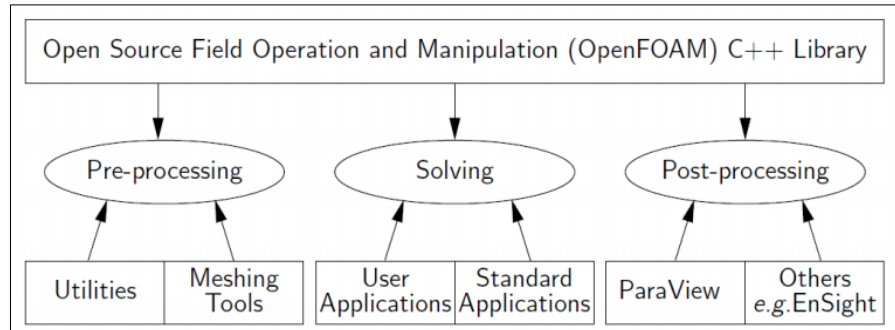 Open Source Field Operation and Manipulation (OpenFOAM) C++ Library
Pre-processing
Solving
Post-processing
Utilities
Meshing
Tools
User
Applications
Standard
Applications
ParaView
Others
e.g.EnSight